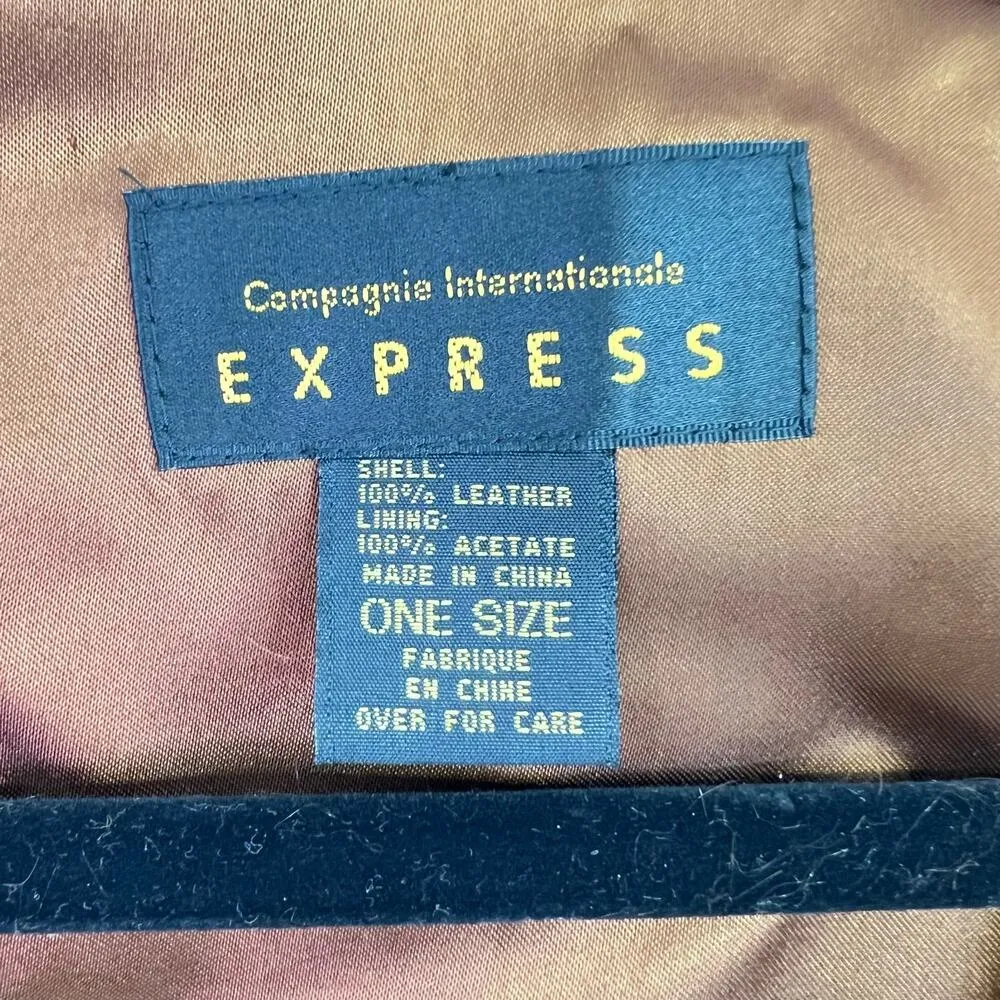 Compagnie Internationale
EXPRESS
SHELL:
100% LEATHER
LINING:
100% ACETATE
MADE IN CHINA
ONE SIZE
FABRIQUE
EN CHINE
OVER FOR CARE